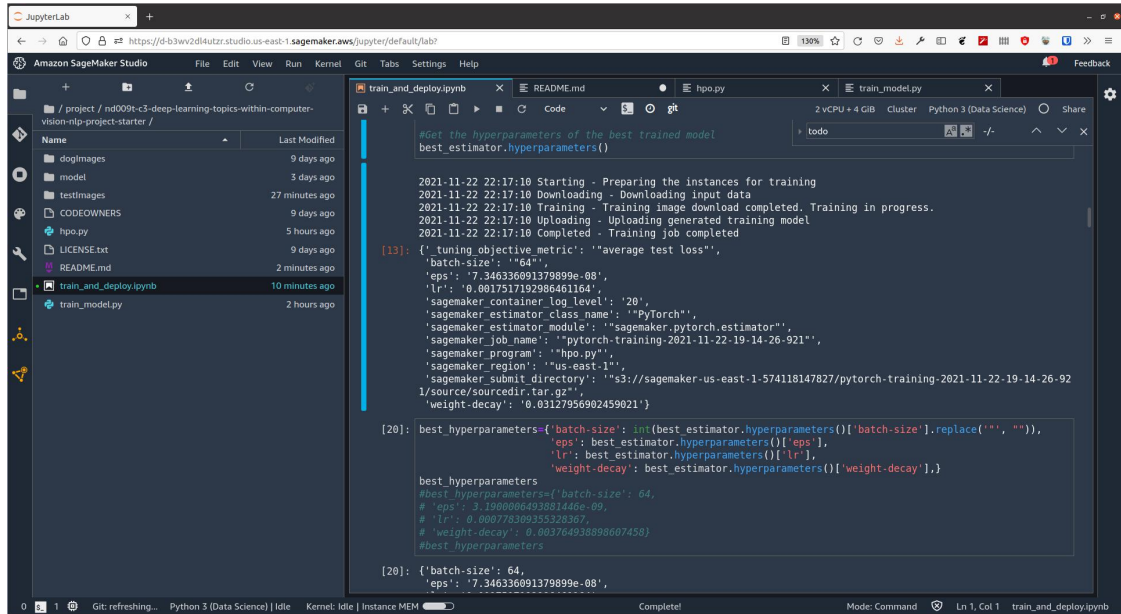 JupyterLab
https://d-b3wv2dl4utzr.studio.us-east-1.sagemaker.aws/jupyter/default/lab?
130%
Amazon SageMaker Studio File Edit View Run Kernel Git Tabs Settings Help
1 Feedback
/ project / nd009t-c3-deep-learning-topics-within-computer-
vision-nlp-project-starter /
Name Last Modified
dogImages 9 days ago
model 3 days ago
testImages 27 minutes ago
CODEOWNERS 9 days ago
hpo.py 5 hours ago
LICENSE.txt 9 days ago
README.md 2 minutes ago
train_and_deploy.ipynb 10 minutes ago
train_model.py 2 hours ago
train_and_deploy.ipynb README.md hpo.py train_model.py
Code git 2 vCPU + 4 GiB Cluster Python 3 (Data Science) Share
todo -/-
#Get the hyperparameters of the best trained model
best_estimator.hyperparameters()
2021-11-22 22:17:10 Starting - Preparing the instances for training
2021-11-22 22:17:10 Downloading - Downloading input data
2021-11-22 22:17:10 Training - Training image download completed. Training in progress.
2021-11-22 22:17:10 Uploading - Uploading generated training model
2021-11-22 22:17:10 Completed - Training job completed
[13]: {'_tuning_objective_metric': '"average test loss"',
'batch-size': '"64"',
'eps': '7.346336091379899e-08',
'lr': '0.0017517192986461164',
'sagemaker_container_log_level': '20',
'sagemaker_estimator_class_name': '"PyTorch"',
'sagemaker_estimator_module': '"sagemaker.pytorch.estimator"',
'sagemaker_job_name': '"pytorch-training-2021-11-22-19-14-26-921"',
'sagemaker_program': '"hpo.py"',
'sagemaker_region': '"us-east-1"',
'sagemaker_submit_directory': '"s3://sagemaker-us-east-1-574118147827/pytorch-training-2021-11-22-19-14-26-92
1/source/sourcedir.tar.gz"',
'weight-decay': '0.03127956902459021'}
[20]: best_hyperparameters={'batch-size': int(best_estimator.hyperparameters()['batch-size'].replace('"', "")),
'eps': best_estimator.hyperparameters()['eps'],
'lr': best_estimator.hyperparameters()['lr'],
'weight-decay': best_estimator.hyperparameters()['weight-decay'],}
best_hyperparameters
#best_hyperparameters={'batch-size': 64,
# 'eps': 3.1900006493881446e-09,
# 'lr': 0.000778309355328367,
# 'weight-decay': 0.003764938898607458}
#best_hyperparameters
[20]: {'batch-size': 64,
'eps': '7.346336091379899e-08',
0 1 Git: refreshing... Python 3 (Data Science) | Idle Kernel: Idle | Instance MEM Complete! Mode: Command Ln 1, Col 1 train_and_deploy.ipynb